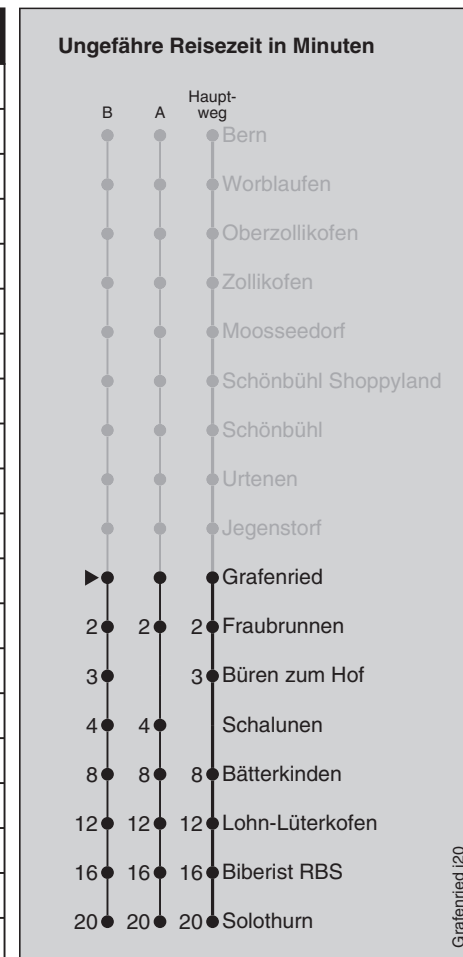 Ungefähre Reisezeit in Minuten
Haupt-
B A weg
Bern
Worblaufen
Oberzollikofen
Zollikofen
Moosseedorf
Schönbühl Shoppyland
Schönbühl
Urtenen
Jegenstorf
Grafenried
2 2 2 Fraubrunnen
3 3 Büren zum Hof
4 4 Schalunen
8 8 8 Bätterkinden
12 12 12 Lohn-Lüterkofen
16 16 16 Biberist RBS
20 20 20 Solothurn
Grafenried j20